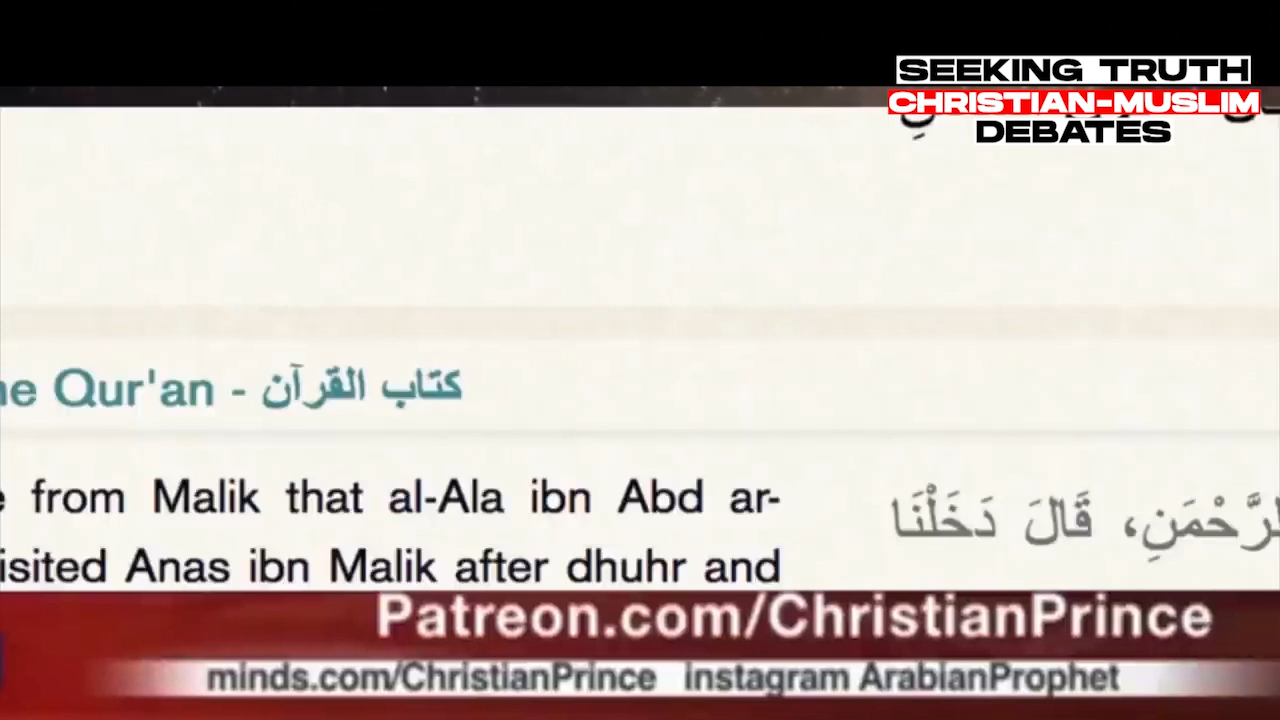 SEEKING TRUTH
CHRISTIAN-MUSLIM
DEBATES
Qur'an - كتاب القرآن
from Malik that al-Ala ibn Abd ar-
الرَّحْمَنِ، قَالَ دَخَلْنَا
Anas ibn Malik after dhuhr and
Patreon.com/ChristianPrince
minds.com/ChristianPrince instagram ArabianProphet